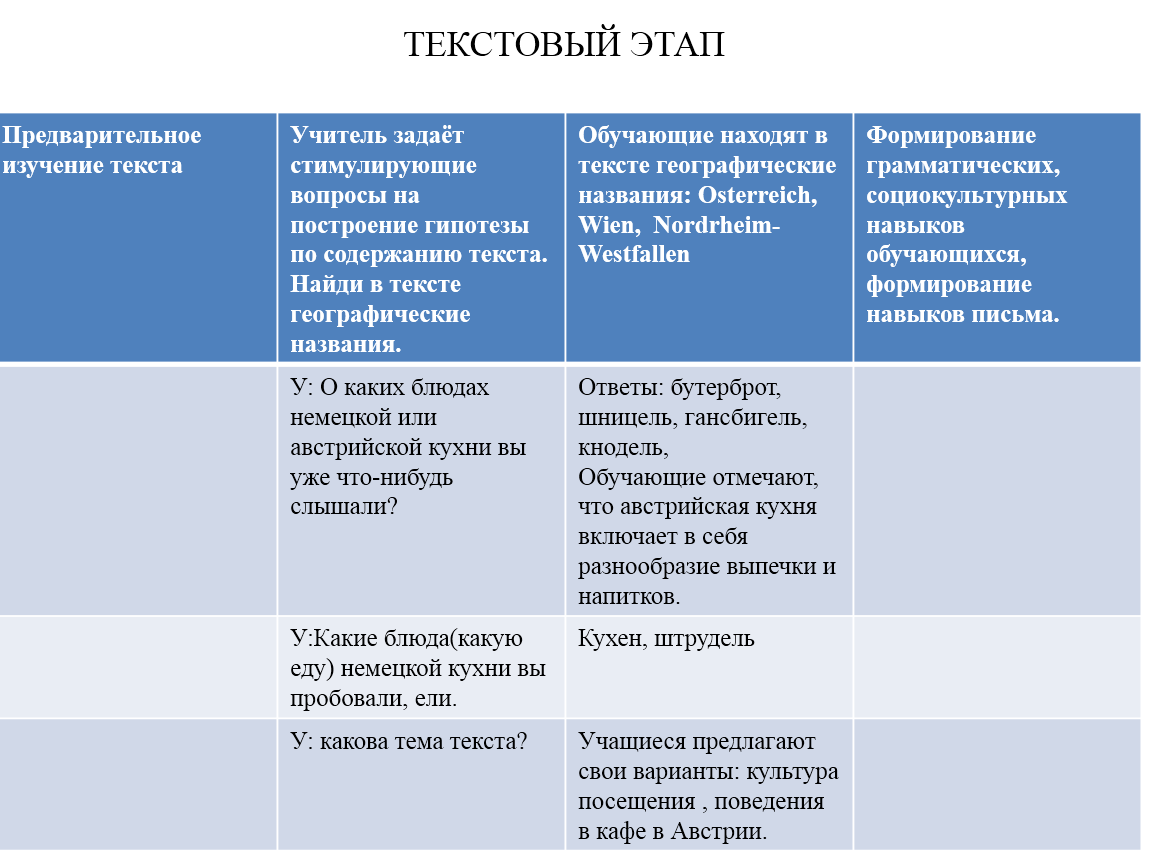 ТЕКСТОВЫЙ ЭТАП
Предварительное
изучение текста
Учитель задаёт
стимулирующие
вопросы на
построение гипотезы
по содержанию текста.
Найди в тексте
географические
названия.
Обучающие находят в
тексте географические
названия: Osterreich,
Wien,  Nordrheim-
Westfallen
Формирование
грамматических,
социокультурных
навыков
обучающихся,
формирование
навыков письма.
У: О каких блюдах
немецкой или
австрийской кухни вы
уже что-нибудь
слышали?
Ответы: бутерброт,
шницель, гансбигель,
кнодель,
Обучающие отмечают,
что австрийская кухня
включает в себя
разнообразие выпечки и
напитков.
У:Какие блюда(какую
еду) немецкой кухни вы
пробовали, ели.
Кухен, штрудель
У: какова тема текста?
Учащиеся предлагают
свои варианты: культура
посещения , поведения
в кафе в Австрии.